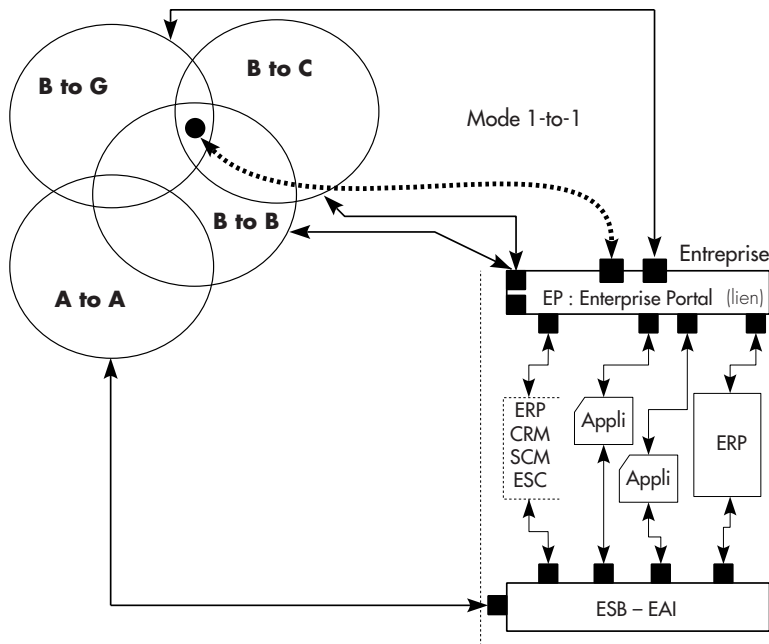 B to G
B to C
Mode 1-to-1
B to B
A to A
Entreprise
EP : Enterprise Portal (lien)
ERP
CRM
SCM
ESC
Appli
Appli
ERP
ESB – EAI